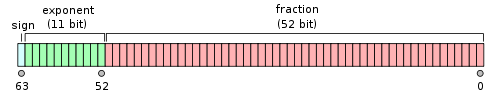 sign
exponent
(11 bit)
fraction
(52 bit)
63
52
0